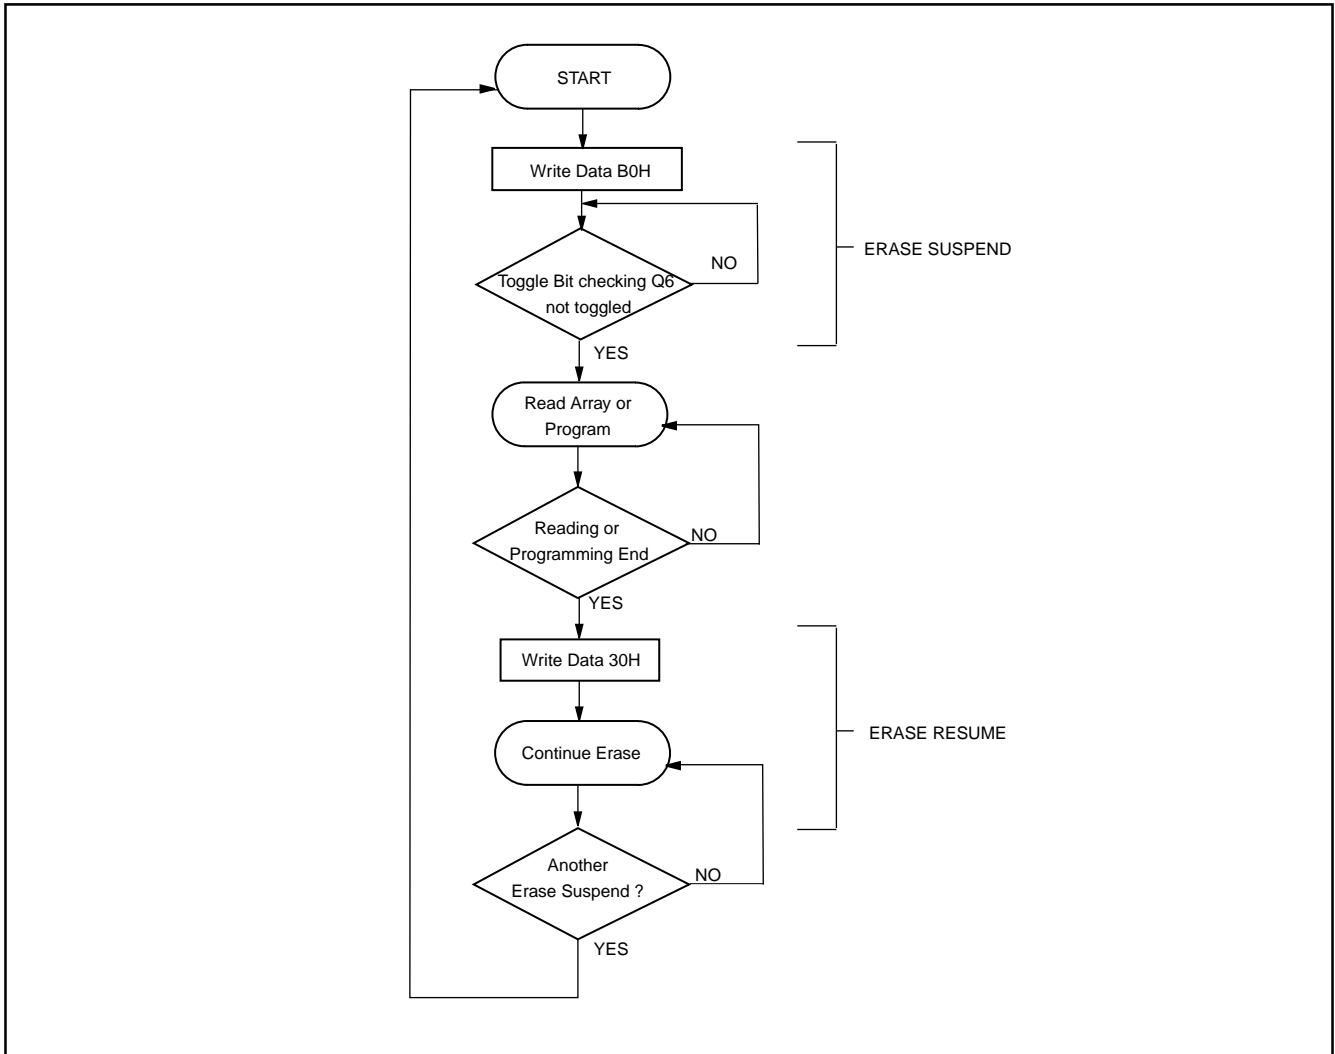 START
Write Data B0H
ERASE SUSPEND
NO
Toggle Bit checking Q6
not toggled
YES
Read Array or
Program
Reading or
NO
Programming End
YES
Write Data 30H
ERASE RESUME
Continue Erase
Another
NO
Erase Suspend ?
YES